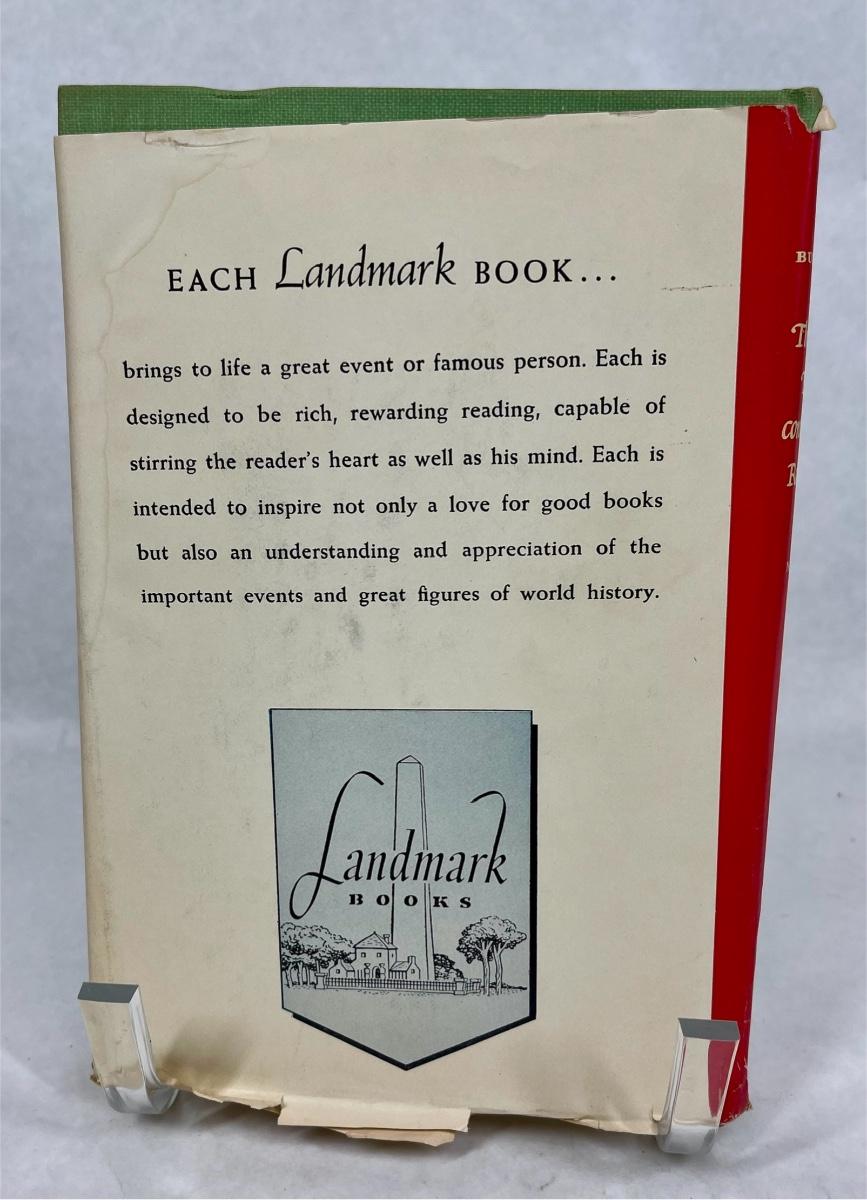 EACH Landmark BOOK...
brings to life a great event or famous person. Each is
designed to be rich, rewarding reading, capable of
stirring the reader's heart as well as his mind. Each is
intended to inspire not only a love for good books
but also an understanding and appreciation of the
important events and great figures of world history.
Landmark
BOOKS